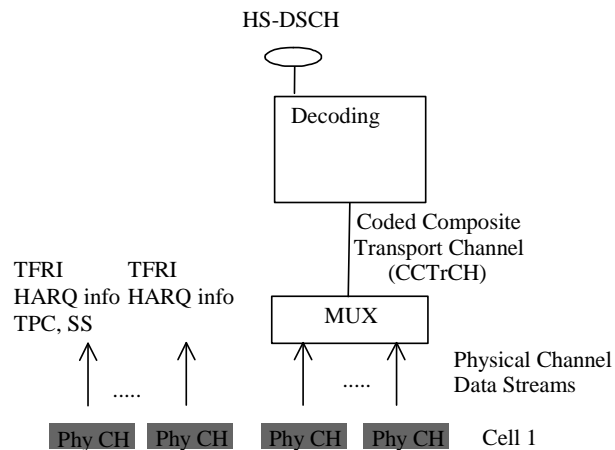 HS-DSCH
Decoding
Coded Composite
Transport Channel
(CCTrCH)
TFRI
HARQ info
TPC, SS
TFRI
HARQ info
MUX
Physical Channel
Data Streams
.....
.....
Phy CH
Phy CH
Phy CH
Phy CH
Cell 1